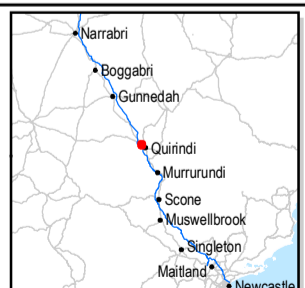 Narrabri
Boggabri
Gunnedah
Quirindi
Murrurundi
Scone
Muswellbrook
Singleton
Maitland
Newcastle